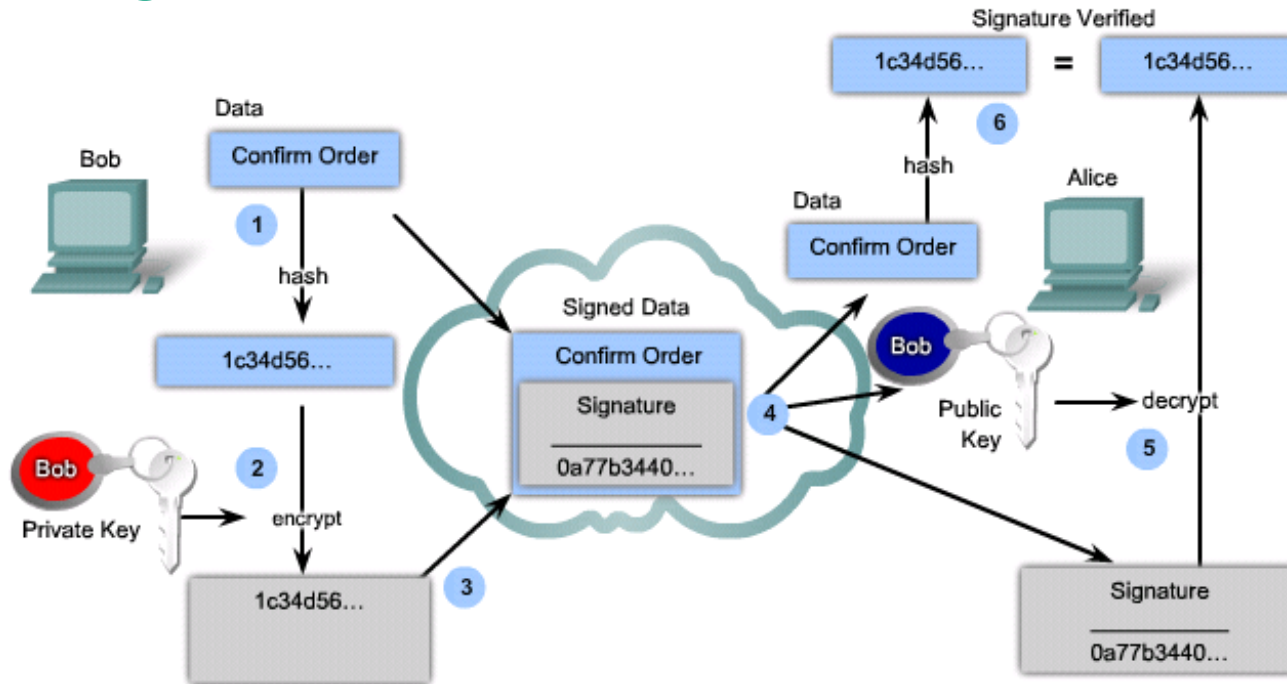 Data
Confirm Order
Bob
1
hash
1c34d56...
Bob
Private Key
2
encrypt
1c34d56...
3
Signed Data
Confirm Order
Signature
0a77b3440...
4
Signature Verified
1c34d56...
=
1c34d56...
6
hash
Data
Confirm Order
Alice
Bob
Public
Key
decrypt
5
Signature
0a77b3440...